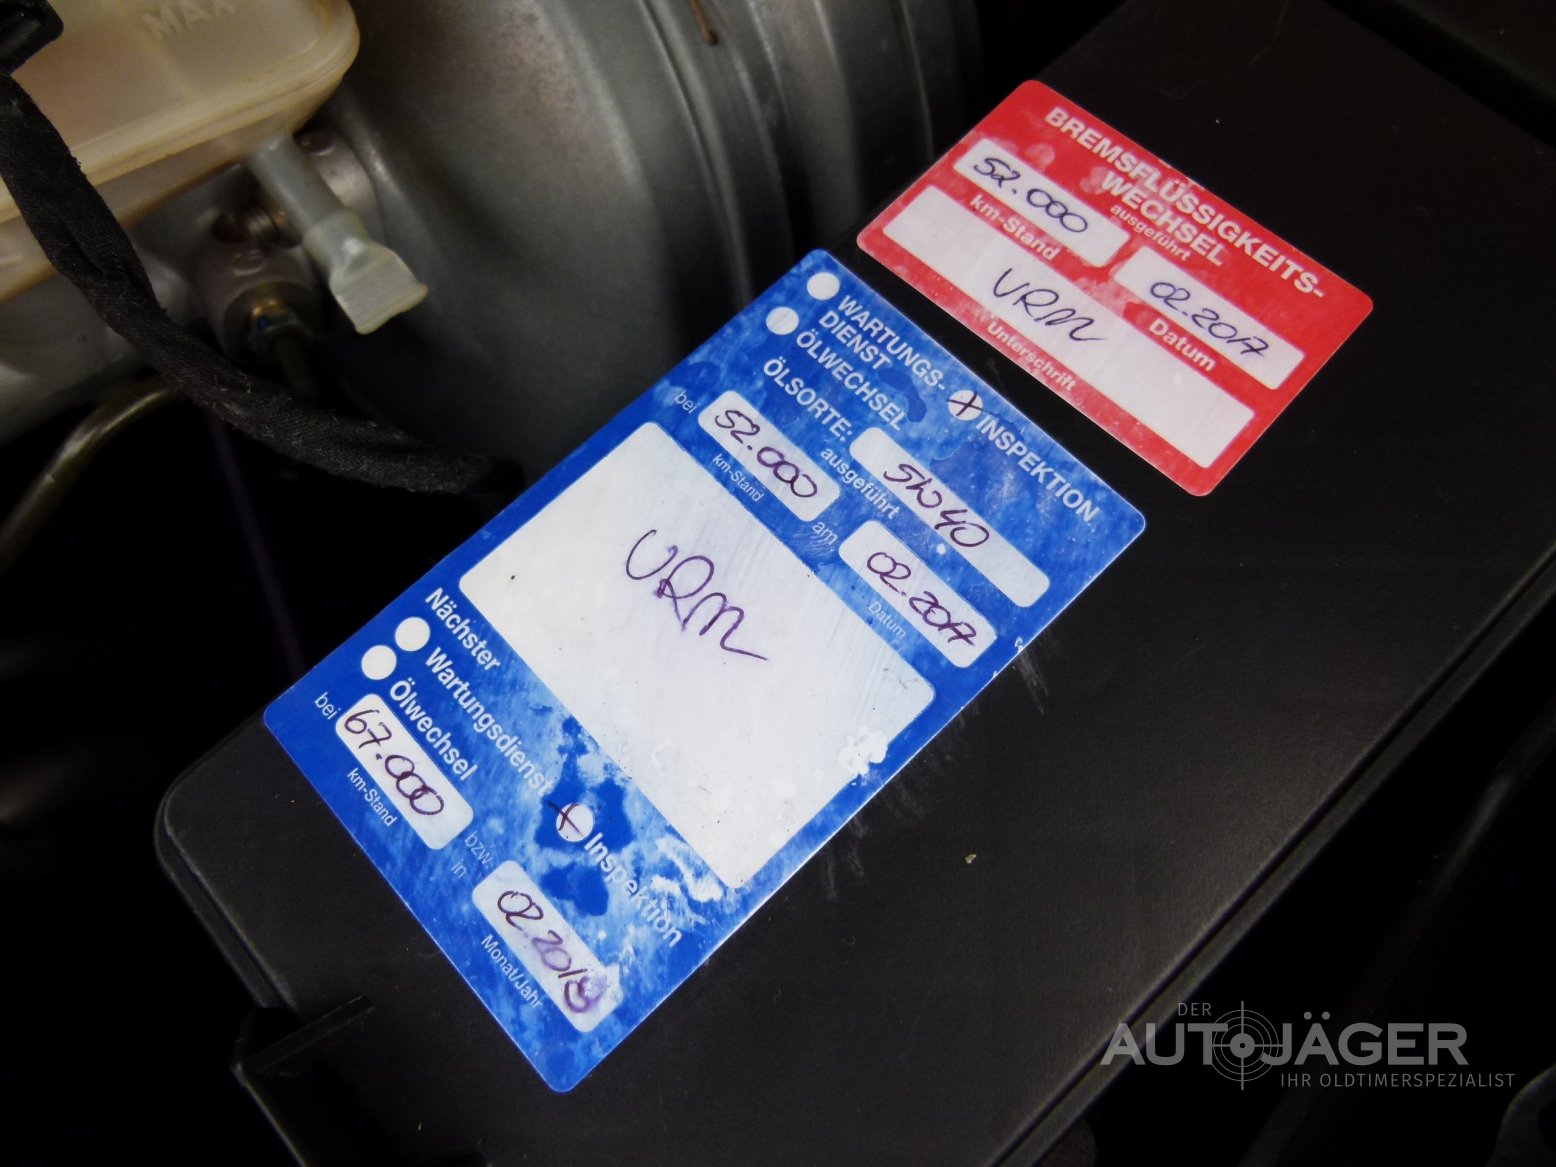 MAX
BREMSFLÜSSIGKEITS-
WECHSEL
ausgeführt
52.000
02.2017
km-Stand
Datum
VRM
Unterschrift
WARTUNGS-
DIENST
+ INSPEKTION
ÖLWECHSEL
ÖLSORTE: 5W40
ausgeführt
bei 52.000 am 02.2017
km-Stand
Datum
VRM
Nächster
Wartungsdienst
+ Inspektion
Ölwechsel
bei 67.000 bzw. in 02.2018
km-Stand
Monat/Jahr
DER
AUTOJÄGER
IHR OLDTIMERSPEZIALIST